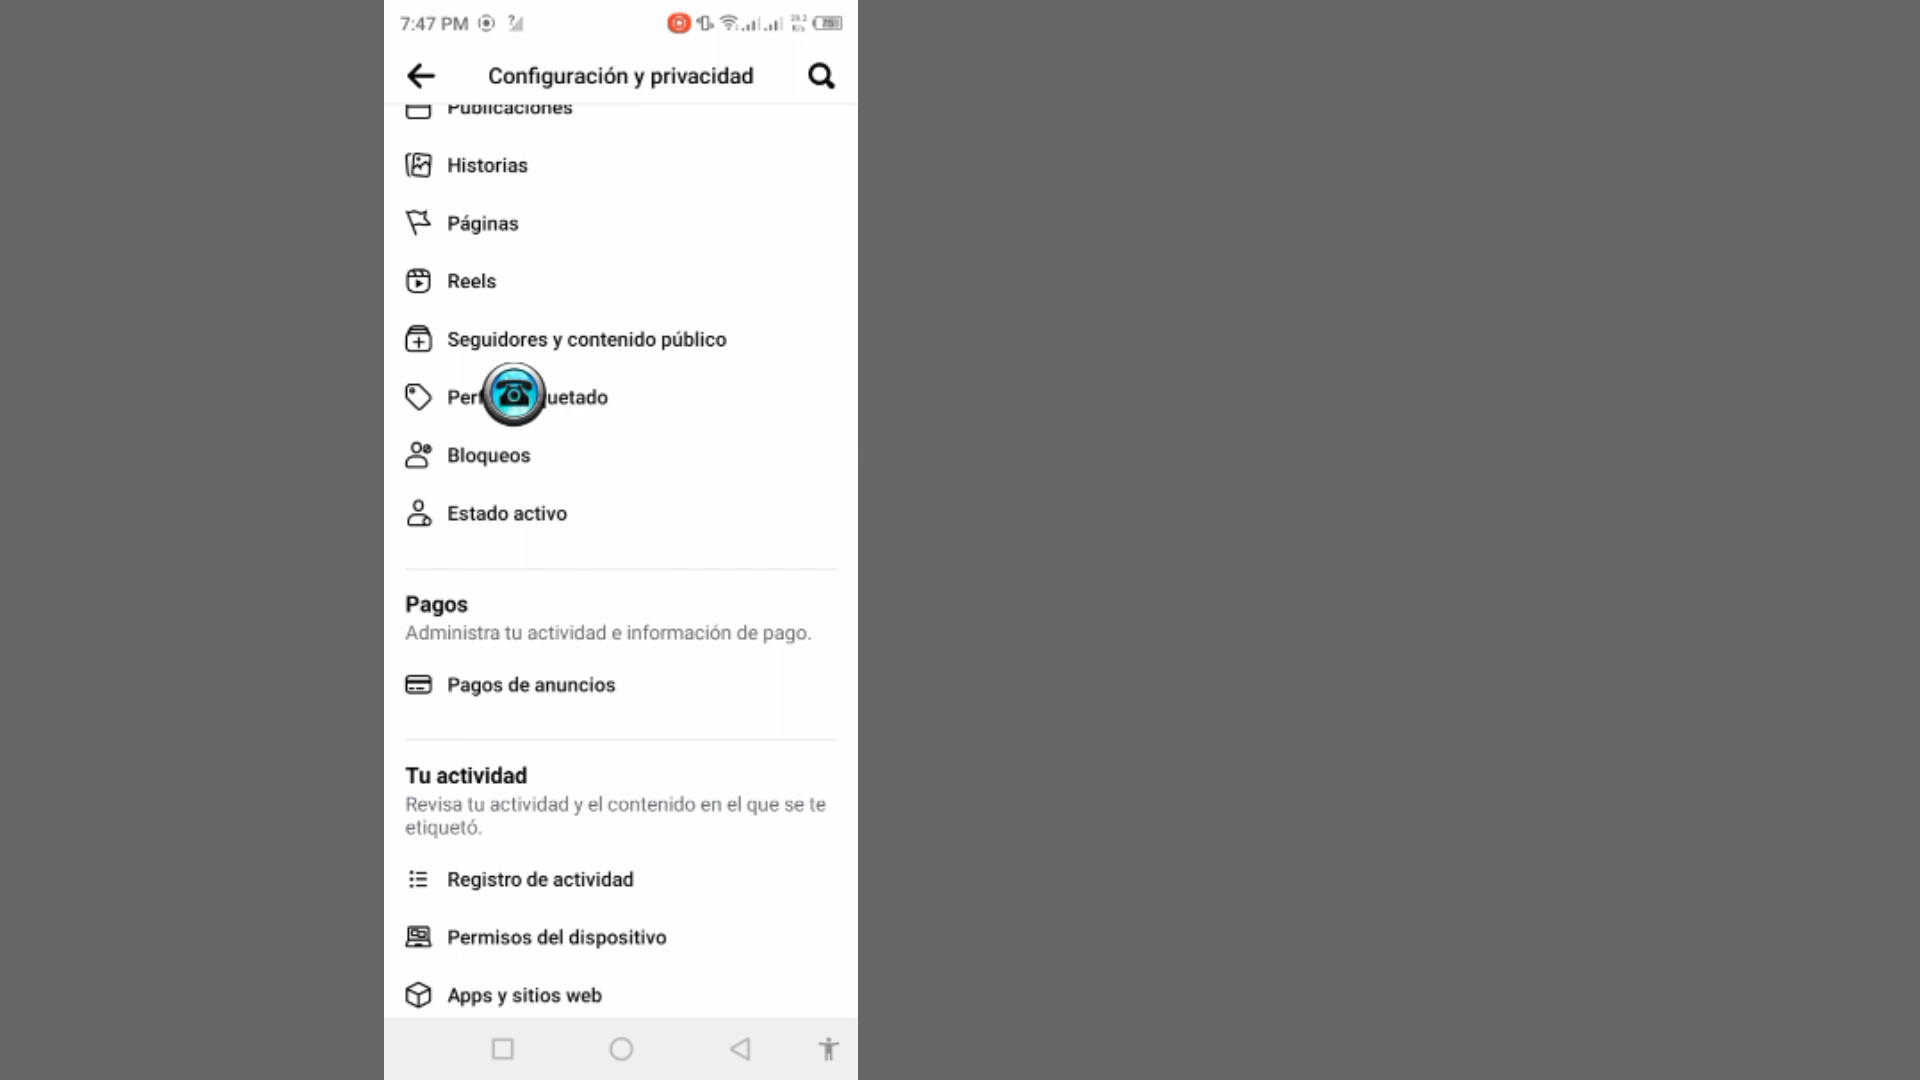 7:47 PM
Configuración y privacidad
Publicaciones
Historias
Páginas
Reels
Seguidores y contenido público
Bloqueos
Estado activo
Pagos
Administra tu actividad e información de pago.
Pagos de anuncios
Tu actividad
Revisa tu actividad y el contenido en el que se te
etiquetó.
Registro de actividad
Permisos del dispositivo
Apps y sitios web